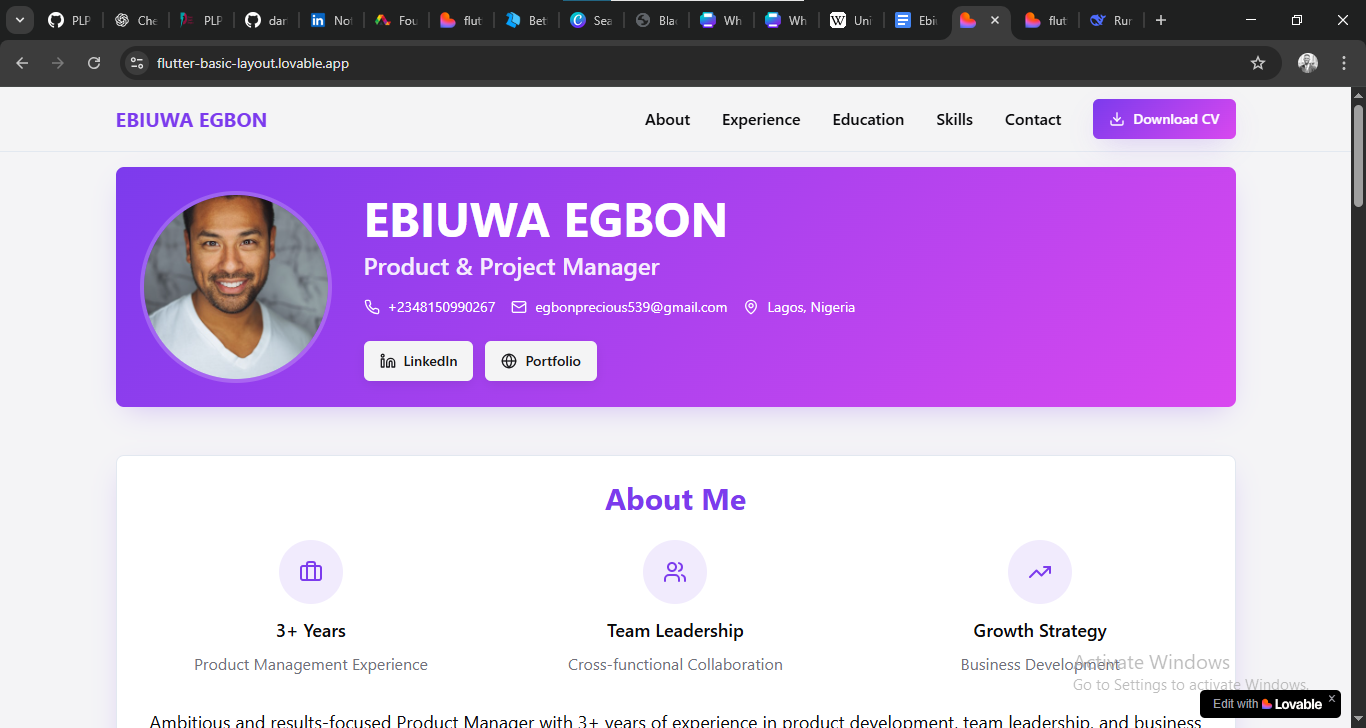 PLP
Che
PLP
dar
Not
Fou
flut
Bet
Sea
Blac
Wh
Wh
Uni
Ebi
flut
Rur
flutter-basic-layout.lovable.app
EBIUWA EGBON
About Experience Education Skills Contact Download CV
EBIUWA EGBON
Product & Project Manager
+2348150990267 egbonprecious539@gmail.com Lagos, Nigeria
LinkedIn Portfolio
About Me
3+ Years
Product Management Experience
Team Leadership
Cross-functional Collaboration
Growth Strategy
Business Development
Ambitious and results-focused Product Manager with 3+ years of experience in product development, team leadership, and business
Activate Windows
Go to Settings to activate Windows.
Edit with Lovable